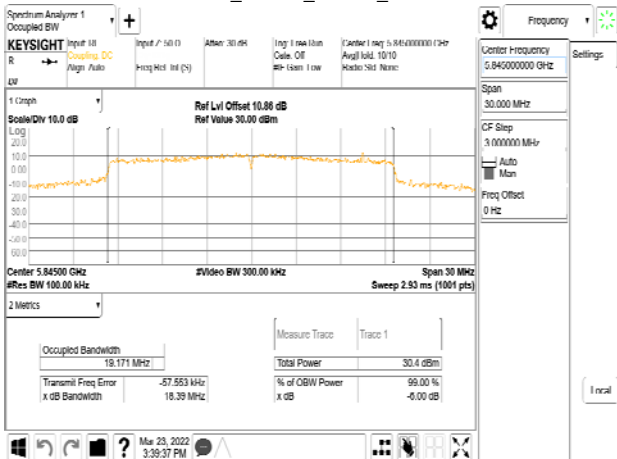 Spectrum Analyzer 1
Occupied BW
Frequency
KEYSIGHT
Input: RF
Coupling: DC
Align: Auto
Input Z: 50 Ω
Freq Ref: Int (S)
Atten: 30 dB
Trig: Free Run
Gate: Off
#IF Gain: Low
Center Freq: 5.845000000 GHz
Avg|Hold: 10/10
Radio Std: None
R
Center Frequency
5.845000000 GHz
Settings
Span
30.000 MHz
CF Step
3.000000 MHz
Auto
Man
Freq Offset
0 Hz
1 Graph
Scale/Div 10.0 dB
Ref Lvl Offset 10.86 dB
Ref Value 30.00 dBm
Log
20.0
10.0
0.00
-10.0
-20.0
-30.0
-40.0
-50.0
-60.0
Center 5.84500 GHz
#Video BW 300.00 kHz
Span 30 MHz
#Res BW 100.00 kHz
Sweep 2.93 ms (1001 pts)
2 Metrics
Measure Trace
Trace 1
Occupied Bandwidth
19.171 MHz
Total Power
30.4 dBm
Transmit Freq Error
-57.553 kHz
% of OBW Power
99.00 %
x dB Bandwidth
18.39 MHz
x dB
-6.00 dB
Local
Mar 23, 2022
3:39:37 PM